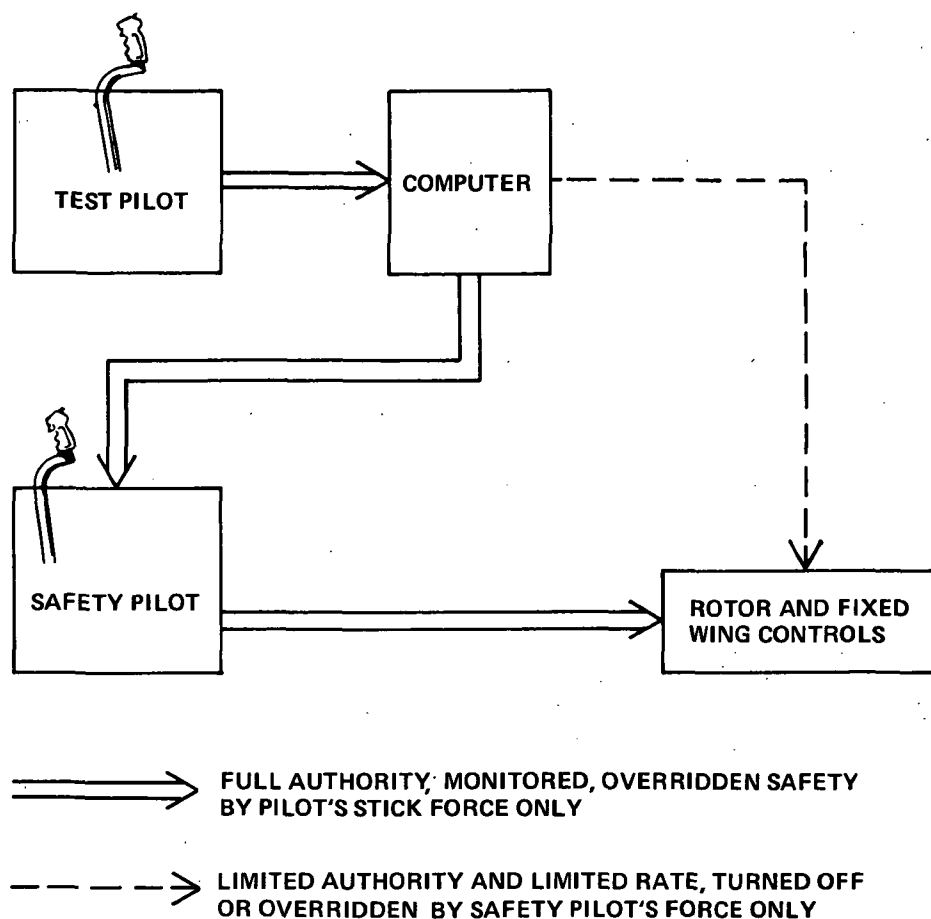 TEST PILOT
COMPUTER
SAFETY PILOT
ROTOR AND FIXED
WING CONTROLS
FULL AUTHORITY, MONITORED, OVERRIDDEN SAFETY
BY PILOT'S STICK FORCE ONLY
LIMITED AUTHORITY AND LIMITED RATE, TURNED OFF
OR OVERRIDDEN BY SAFETY PILOT'S FORCE ONLY